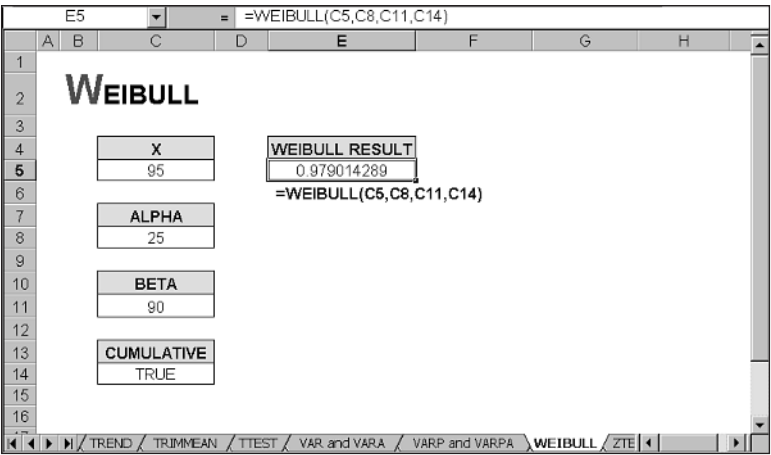 E5 = =WEIBULL(C5,C8,C11,C14)
A B C D E F G H
1
2 WEIBULL
3
4 X WEIBULL RESULT
5 95 0.979014289
6 =WEIBULL(C5,C8,C11,C14)
7 ALPHA
8 25
9
10 BETA
11 90
12
13 CUMULATIVE
14 TRUE
15
16
TREND TRIMMEAN TTEST VAR and VARA VARP and VARPA WEIBULL ZTE